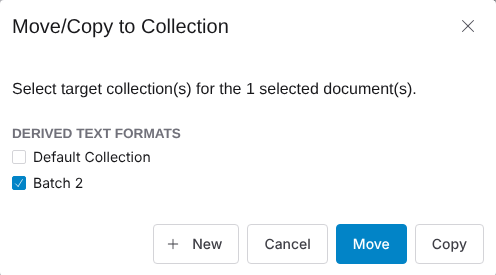 Move/Copy to Collection
Select target collection(s) for the 1 selected document(s).
DERIVED TEXT FORMATS
Default Collection
Batch 2
+ New Cancel Move Copy